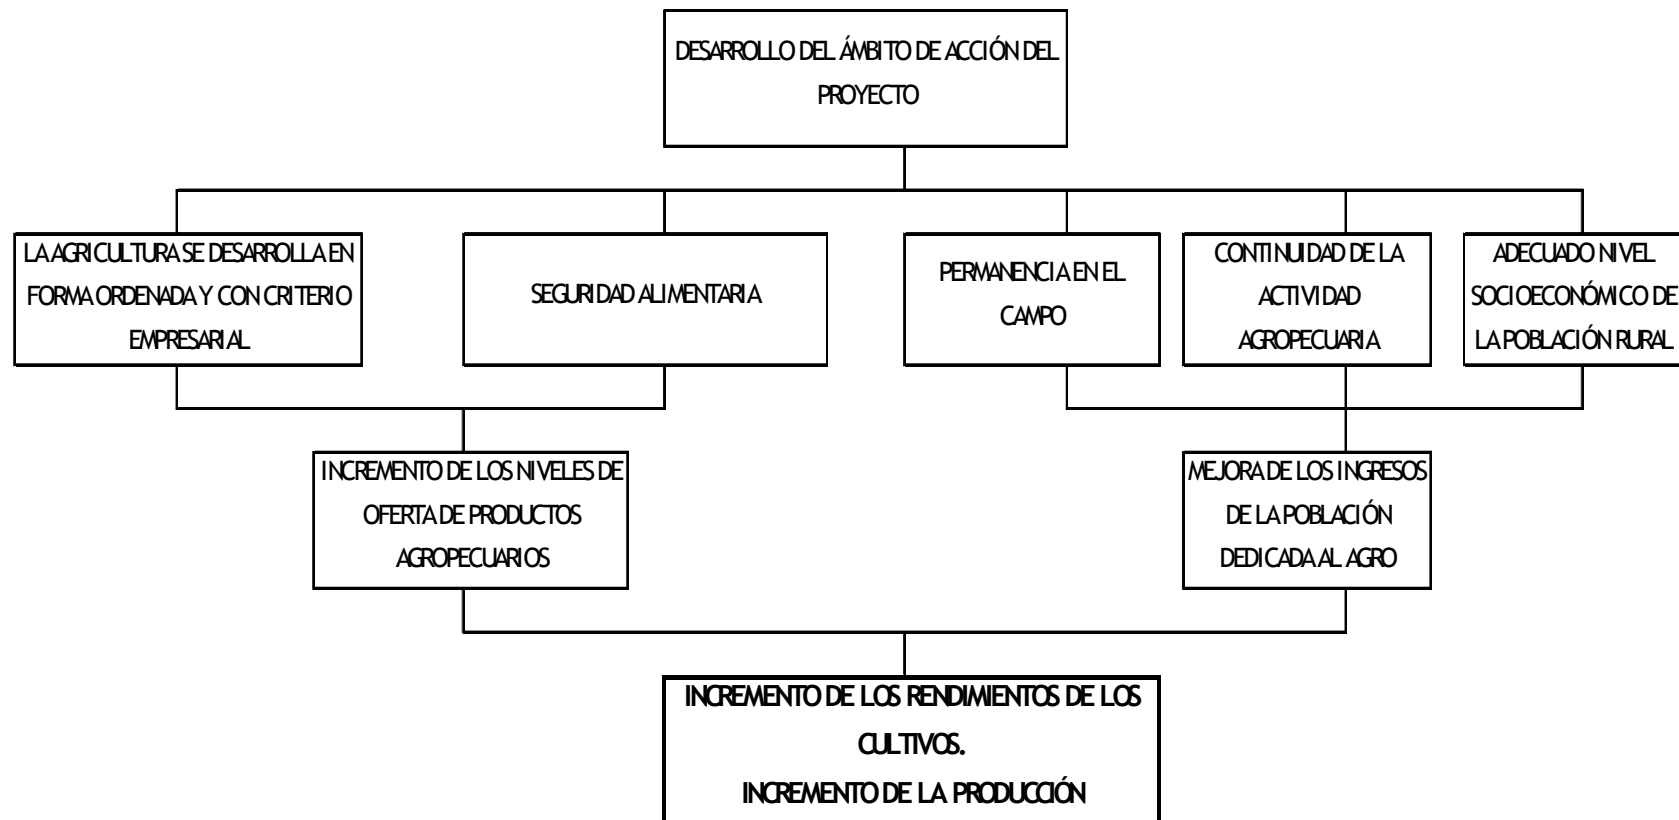 DESARROLLO DEL ÁMBITO DE ACCIÓN DEL
PROYECTO
LA AGRICULTURA SE DESARROLLA EN
FORMA ORDENADA Y CON CRITERIO
EMPRESARIAL
SEGURIDAD ALIMENTARIA
PERMANENCIA EN EL
CAMPO
CONTINUIDAD DE LA
ACTIVIDAD
AGROPECUARIA
ADECUADO NIVEL
SOCIOECONÓMICO DE
LA POBLACIÓN RURAL
INCREMENTO DE LOS NIVELES DE
OFERTA DE PRODUCTOS
AGROPECUARIOS
MEJORA DE LOS INGRESOS
DE LA POBLACIÓN
DEDICADA AL AGRO
INCREMENTO DE LOS RENDIMIENTOS DE LOS
CULTIVOS.
INCREMENTO DE LA PRODUCCIÓN